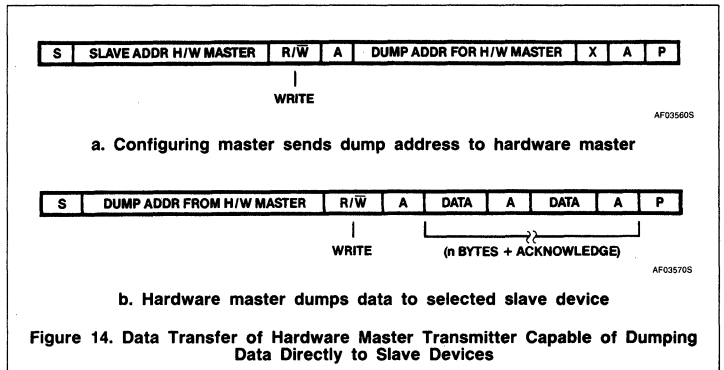 S SLAVE ADDR H/W MASTER R/W̅ A DUMP ADDR FOR H/W MASTER X A P
WRITE
AF03560S
a. Configuring master sends dump address to hardware master
S DUMP ADDR FROM H/W MASTER R/W̅ A DATA A DATA A P
WRITE (n BYTES + ACKNOWLEDGE)
AF03570S
b. Hardware master dumps data to selected slave device
Figure 14. Data Transfer of Hardware Master Transmitter Capable of Dumping
Data Directly to Slave Devices